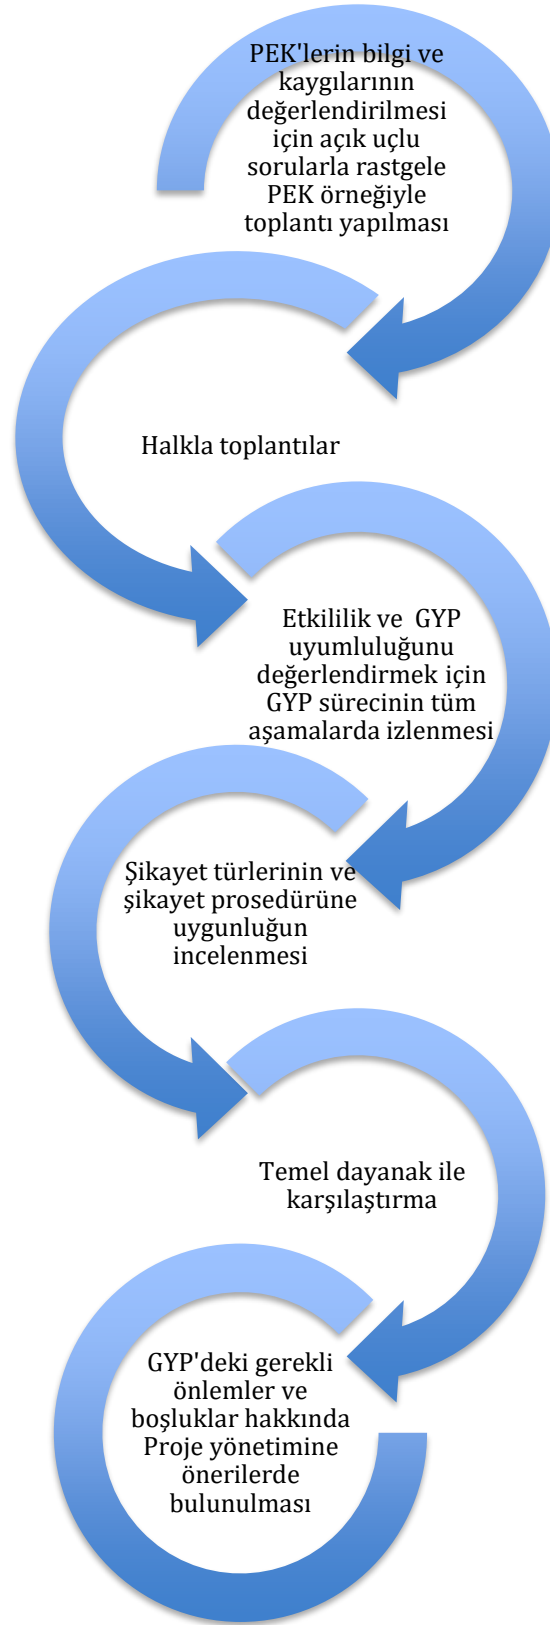 PEK'lerin bilgi ve
kaygılarının
değerlendirilmesi
için açık uçlu
sorularla rastgele
PEK örneğiyle
toplantı yapılması
Halkla toplantılar
Etkililik ve GYP
uyumluluğunu
değerlendirmek için
GYP sürecinin tüm
aşamalarda izlenmesi
Şikayet türlerinin ve
şikayet prosedürüne
uygunluğun
incelenmesi
Temel dayanak ile
karşılaştırma
GYP'deki gerekli
önlemler ve
boşluklar hakkında
Proje yönetimine
önerilerde
bulunulması